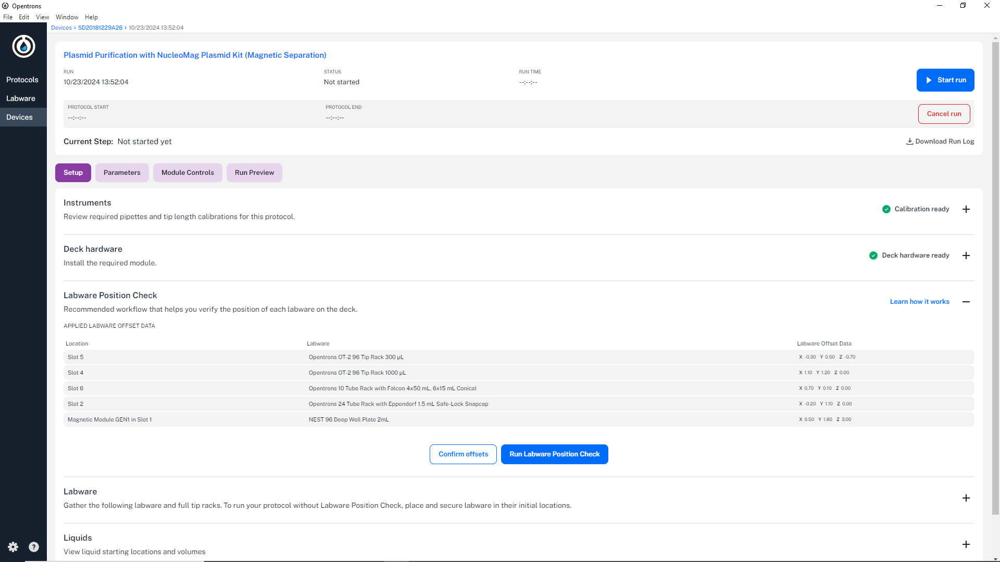 Opentrons
File Edit View Window Help
Devices › SD20181229A26 › 10/23/2024 13:52:04
Protocols
Labware
Devices
Plasmid Purification with NucleoMag Plasmid Kit (Magnetic Separation)
RUN STATUS RUN TIME
10/23/2024 13:52:04 Not started --:--:--
Start run
PROTOCOL START PROTOCOL END
--:--:-- --:--:--
Cancel run
Current Step: Not started yet
Download Run Log
Setup Parameters Module Controls Run Preview
Instruments
Review required pipettes and tip length calibrations for this protocol.
Calibration ready
Deck hardware
Install the required module.
Deck hardware ready
Labware Position Check
Recommended workflow that helps you verify the position of each labware on the deck.
Learn how it works
APPLIED LABWARE OFFSET DATA
Location Labware Labware Offset Data
Slot 5 Opentrons OT-2 96 Tip Rack 300 µL X -0.30 Y 0.50 Z -0.70
Slot 4 Opentrons OT-2 96 Tip Rack 1000 µL X 1.10 Y 1.20 Z 0.00
Slot 6 Opentrons 10 Tube Rack with Falcon 4x50 mL, 6x15 mL Conical X 0.70 Y 0.10 Z 0.00
Slot 2 Opentrons 24 Tube Rack with Eppendorf 1.5 mL Safe-Lock Snapcap X -0.20 Y 1.10 Z 0.00
Magnetic Module GEN1 in Slot 1 NEST 96 Deep Well Plate 2mL X 0.50 Y 1.80 Z 3.00
Confirm offsets Run Labware Position Check
Labware
Gather the following labware and full tip racks. To run your protocol without Labware Position Check, place and secure labware in their initial locations.
Liquids
View liquid starting locations and volumes